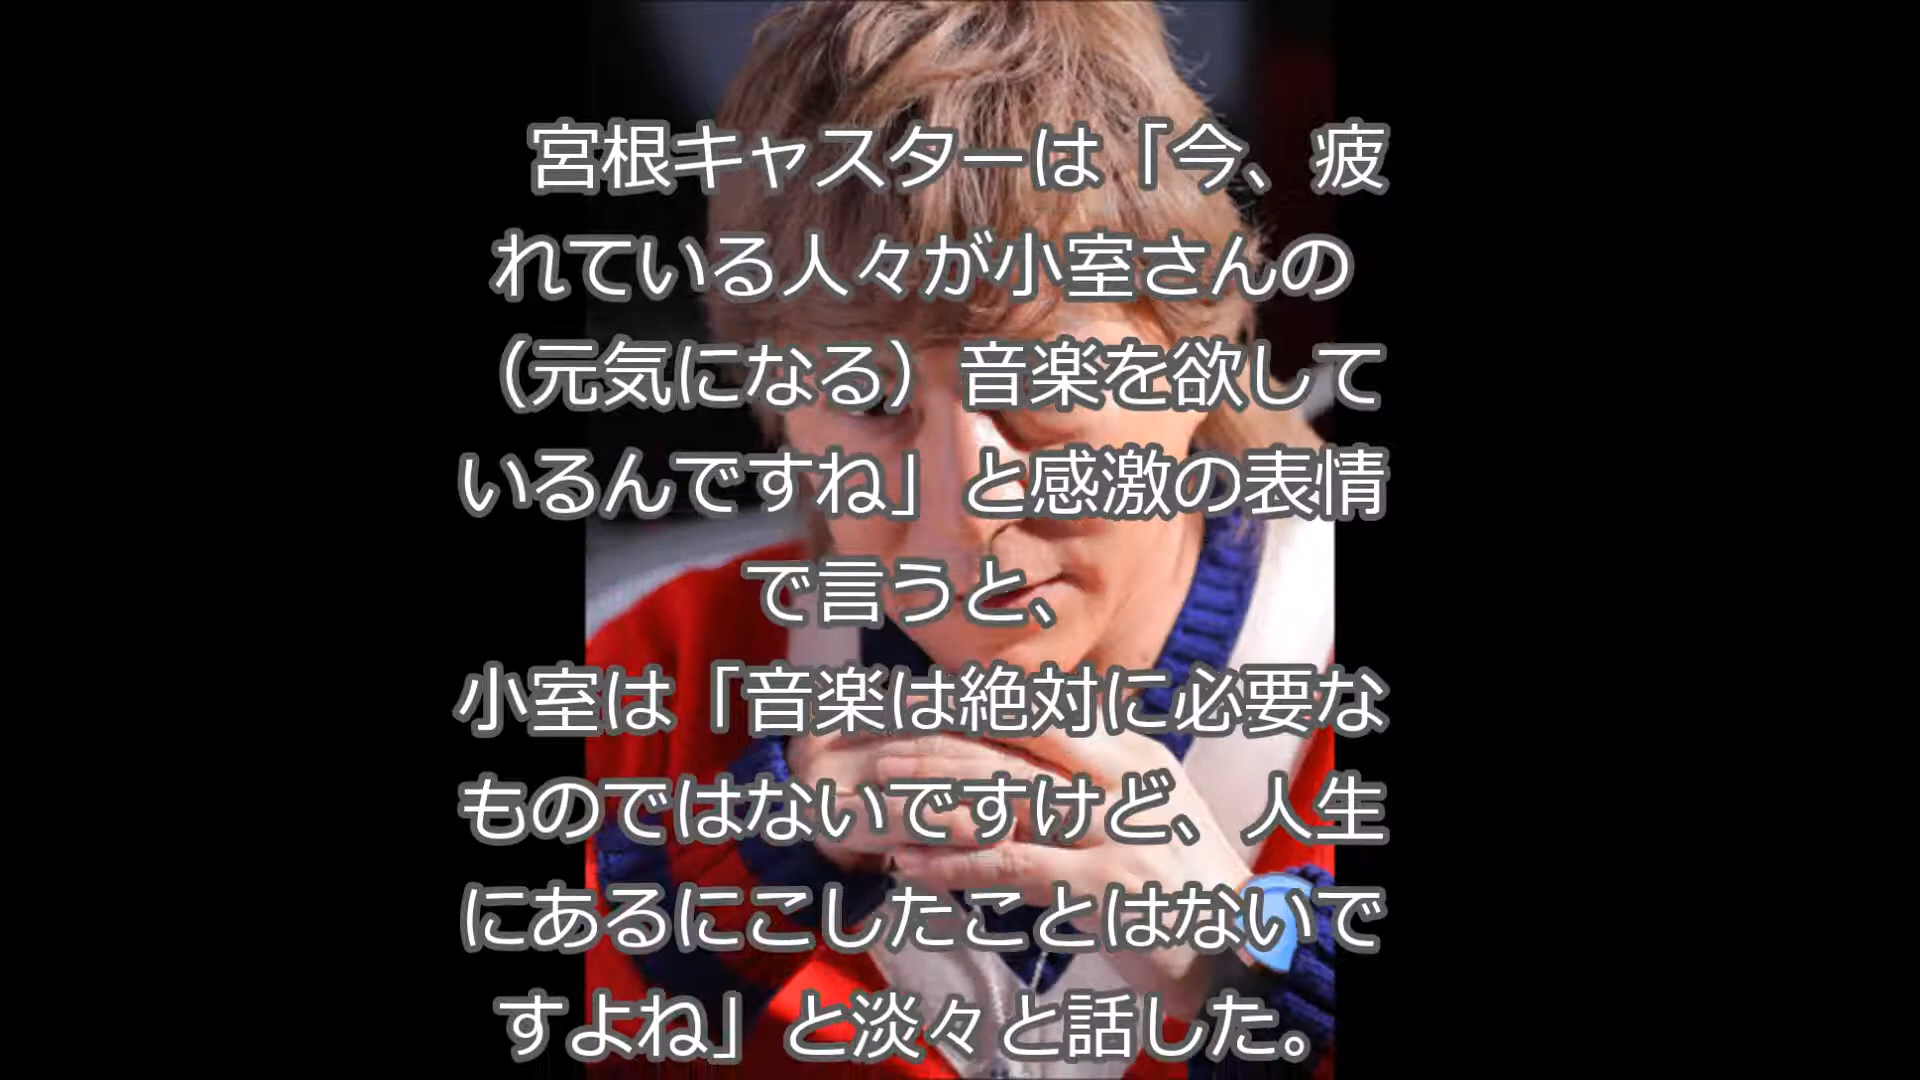 宮根キャスターは「今、疲
れている人々が小室さんの
（元気になる）音楽を欲して
いるんですね」と感激の表情
で言うと、
小室は「音楽は絶対に必要な
ものではないですけど、人生
にあるにこしたことはないで
すよね」と淡々と話した。